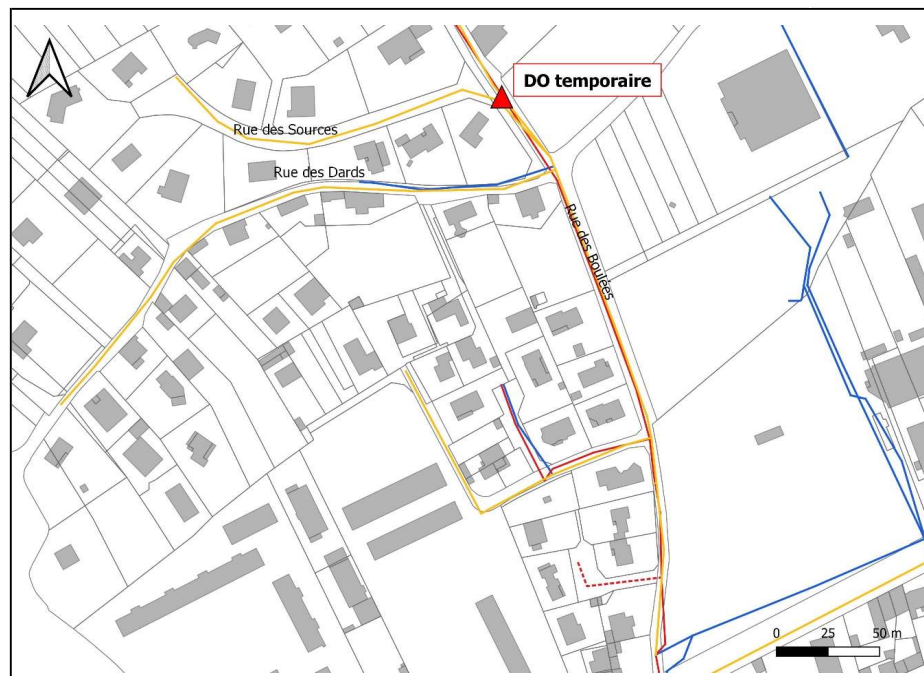 DO temporaire
Rue des Sources
Rue des Dards
Rue des Boulées
0 25 50 m